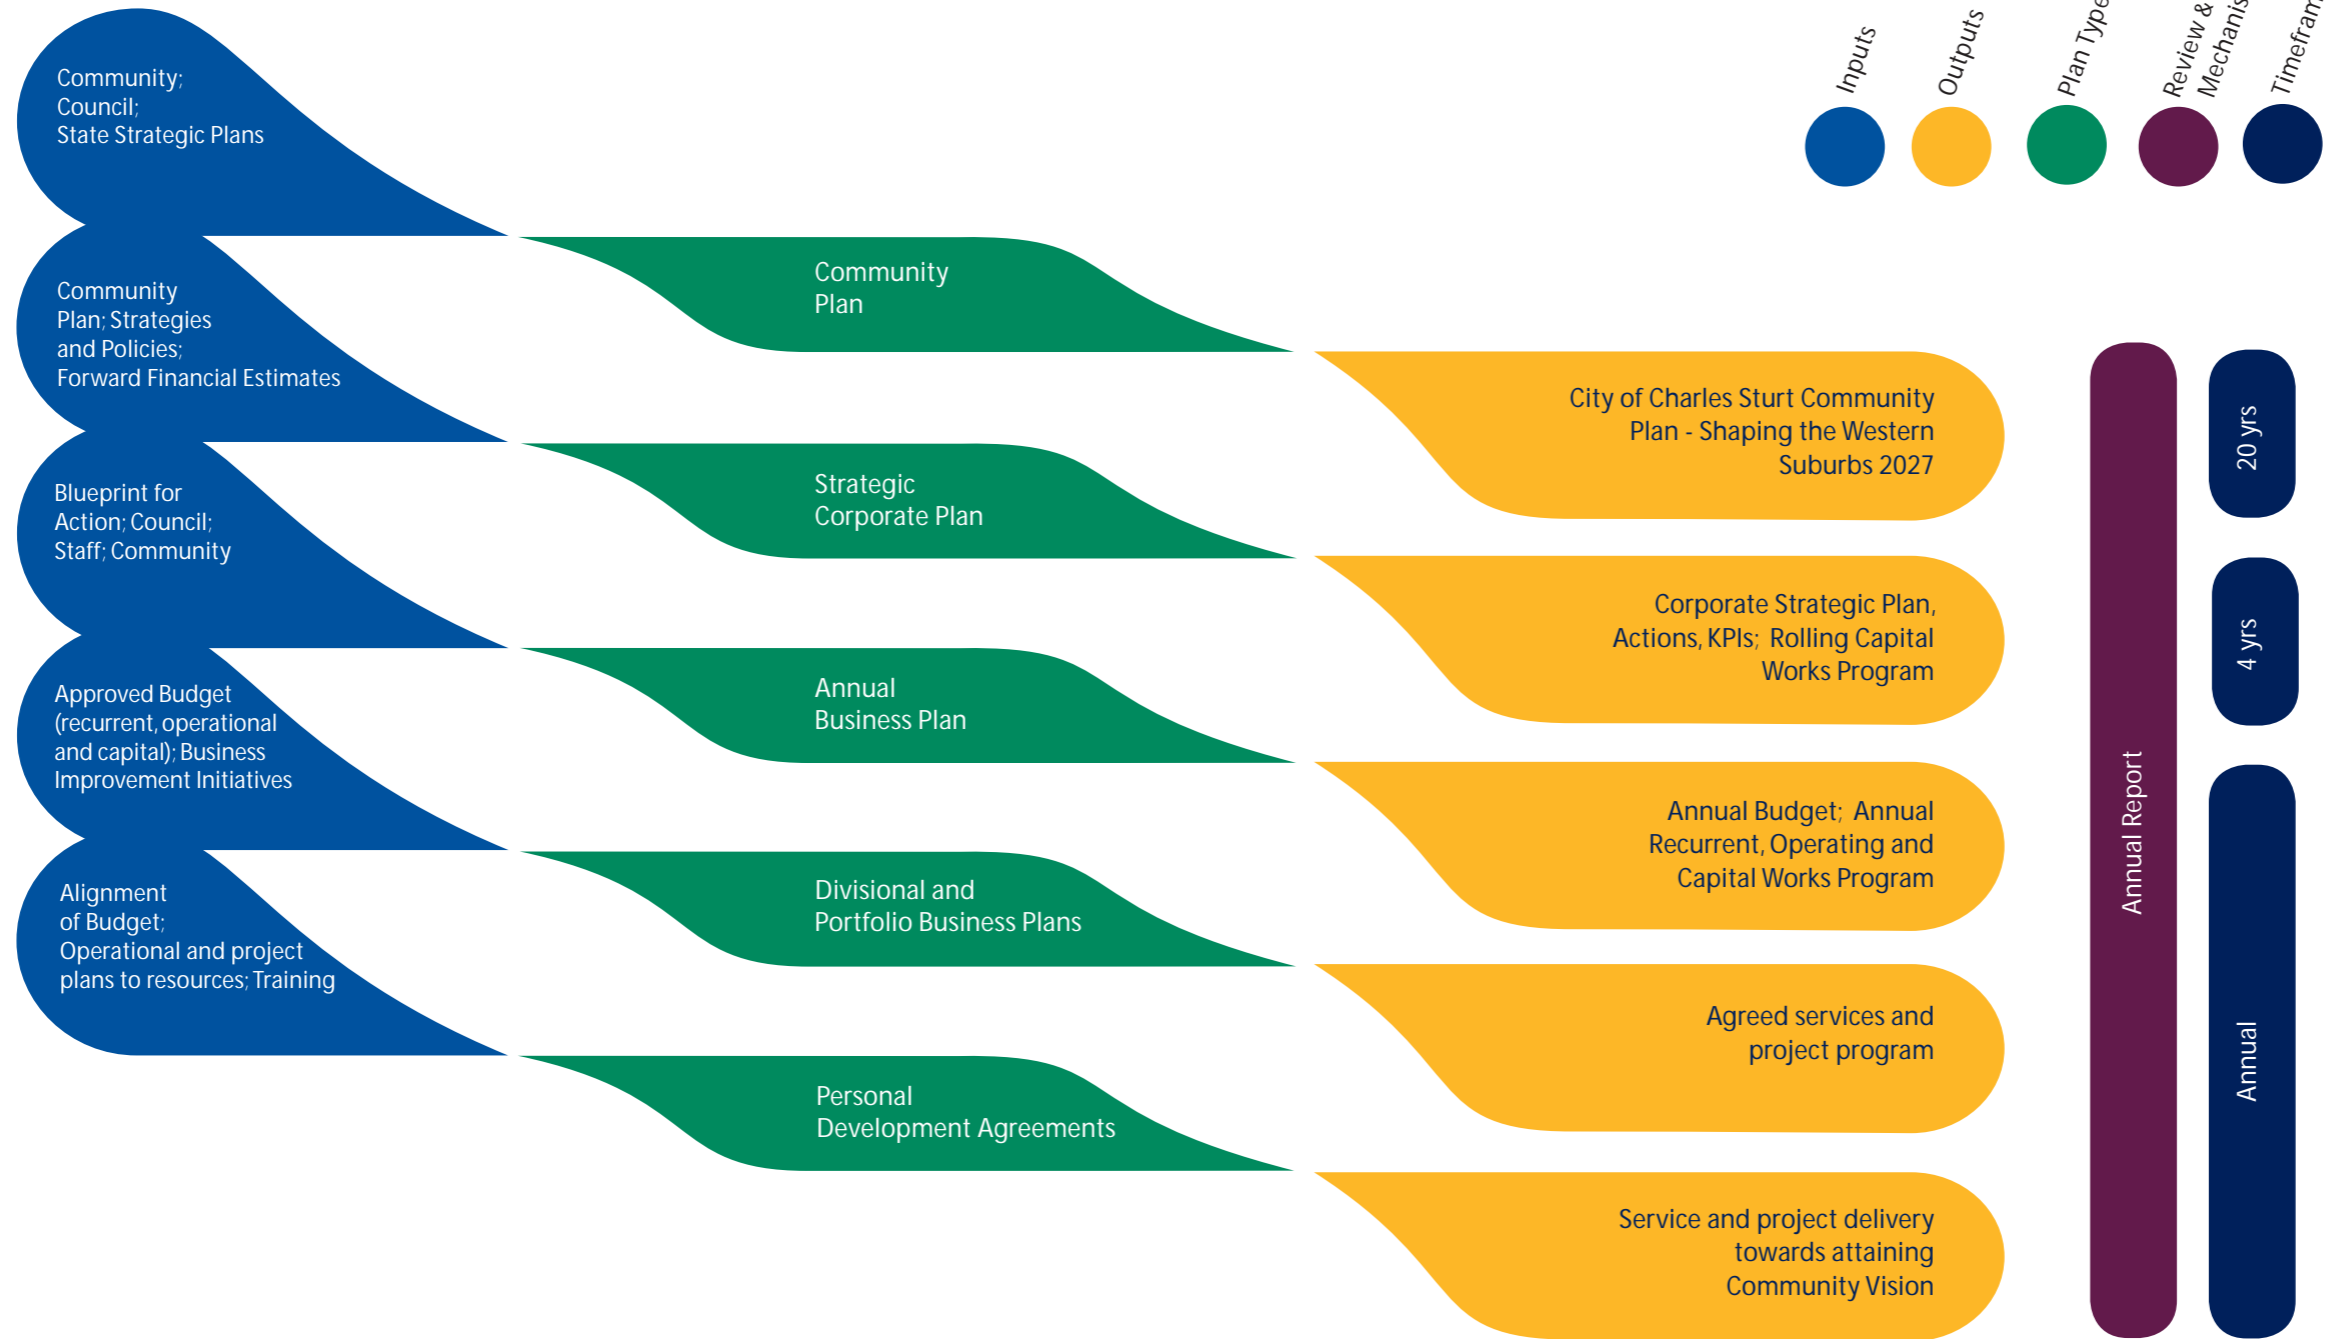 Inputs
Outputs
Plan Type
Review &
Community;
Council;
State Strategic Plans
Community
Plan
Community
Plan; Strategies
and Policies;
Forward Financial Estimates
City of Charles Sturt Community
Plan - Shaping the Western
Suburbs 2027
20 yrs
Strategic
Corporate Plan
Blueprint for
Action; Council;
Staff; Community
Corporate Strategic Plan,
Actions, KPIs; Rolling Capital
Works Program
4 yrs
Annual
Business Plan
Approved Budget
(recurrent, operational
and capital); Business
Improvement Initiatives
Annual Budget; Annual
Recurrent, Operating and
Capital Works Program
Annual Report
Divisional and
Portfolio Business Plans
Alignment
of Budget;
Operational and project
plans to resources; Training
Agreed services and
project program
Annual
Personal
Development Agreements
Service and project delivery
towards attaining
Community Vision